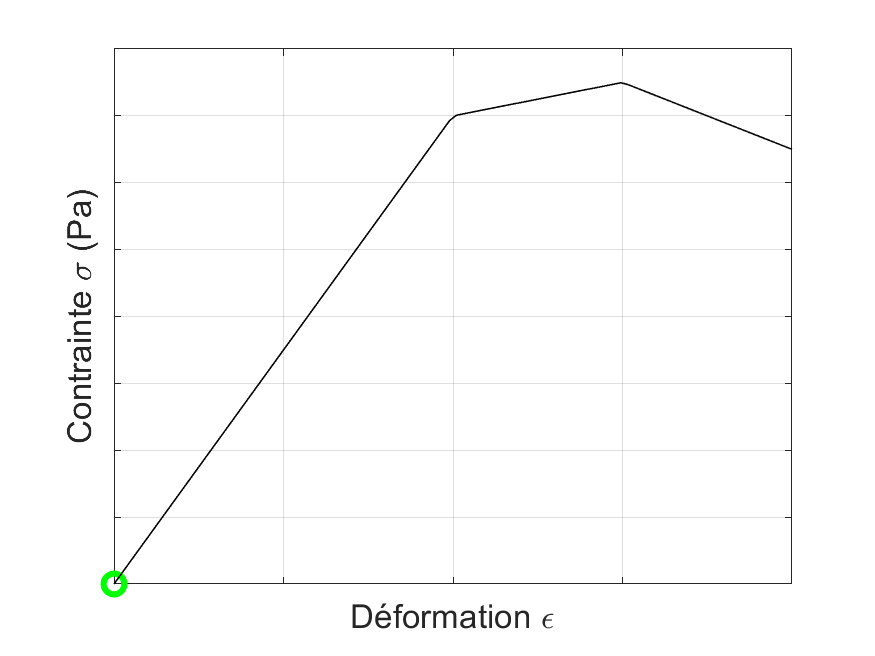 Contrainte σ (Pa)
Déformation ϵ